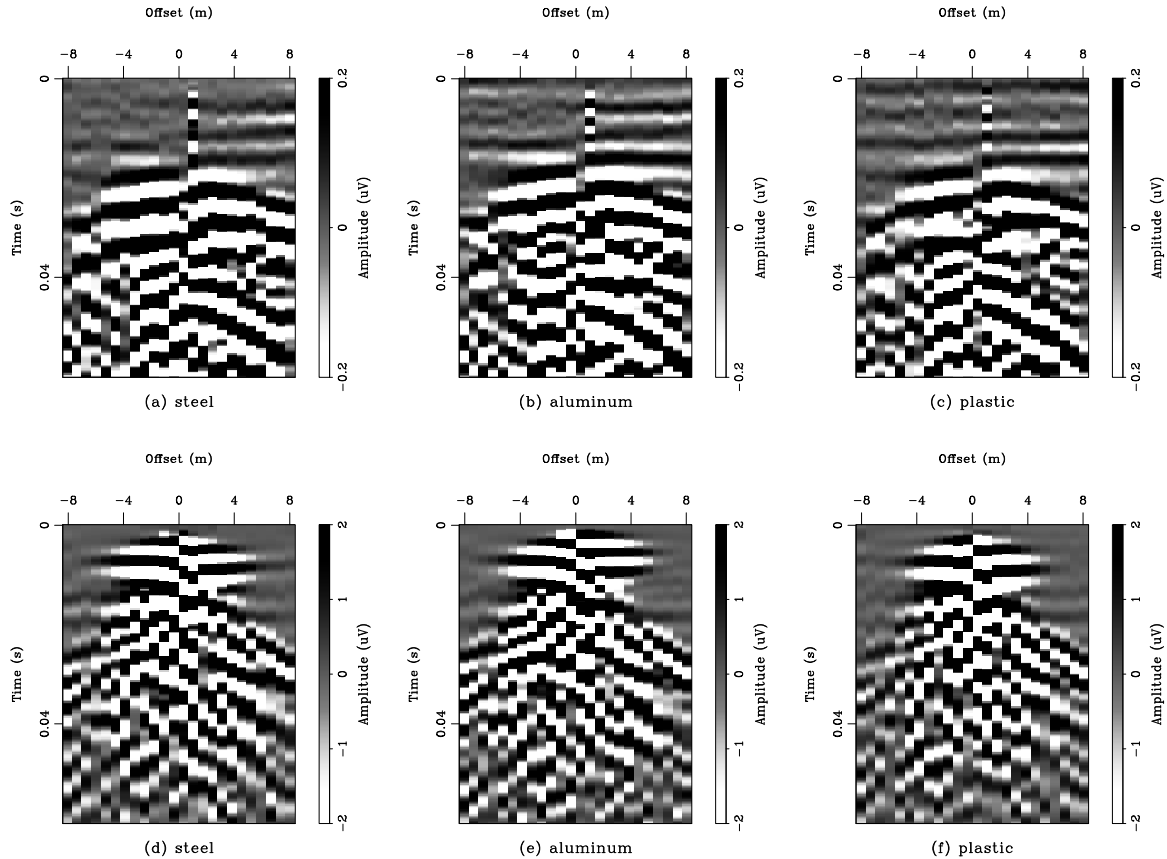 Offset (m) Offset (m) Offset (m)
−8 −4 0 4 8 −8 −4 0 4 8 −8 −4 0 4 8
0 0.04 Time (s) 0.2 0 −0.2 Amplitude (uV)
0 0.04 Time (s) 0.2 0 −0.2 Amplitude (uV)
0 0.04 Time (s) 0.2 0 −0.2 Amplitude (uV)
(a) steel (b) aluminum (c) plastic
Offset (m) Offset (m) Offset (m)
−8 −4 0 4 8 −8 −4 0 4 8 −8 −4 0 4 8
0 0.04 Time (s) 2 1 0 −1 −2 Amplitude (uV)
0 0.04 Time (s) 2 1 0 −1 −2 Amplitude (uV)
0 0.04 Time (s) 2 1 0 −1 −2 Amplitude (uV)
(d) steel (e) aluminum (f) plastic